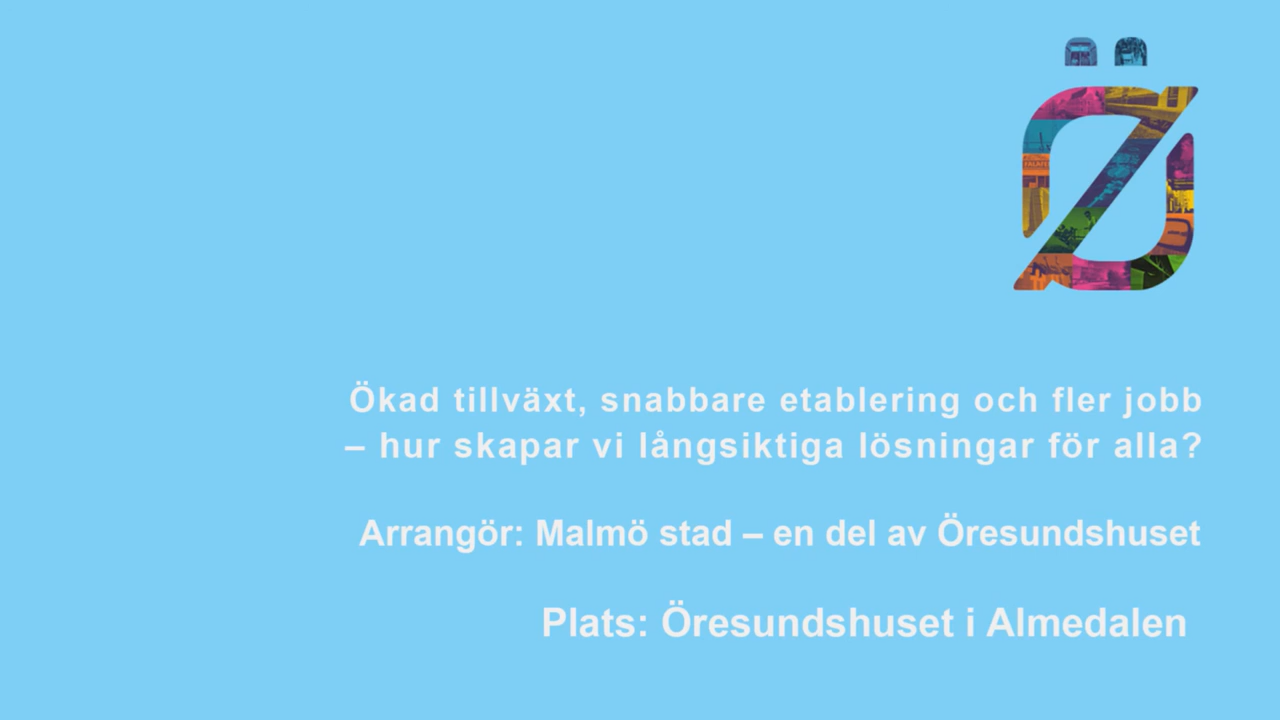 Ökad tillväxt, snabbare etablering och fler jobb
– hur skapar vi långsiktiga lösningar för alla?
Arrangör: Malmö stad – en del av Öresundshuset
Plats: Öresundshuset i Almedalen